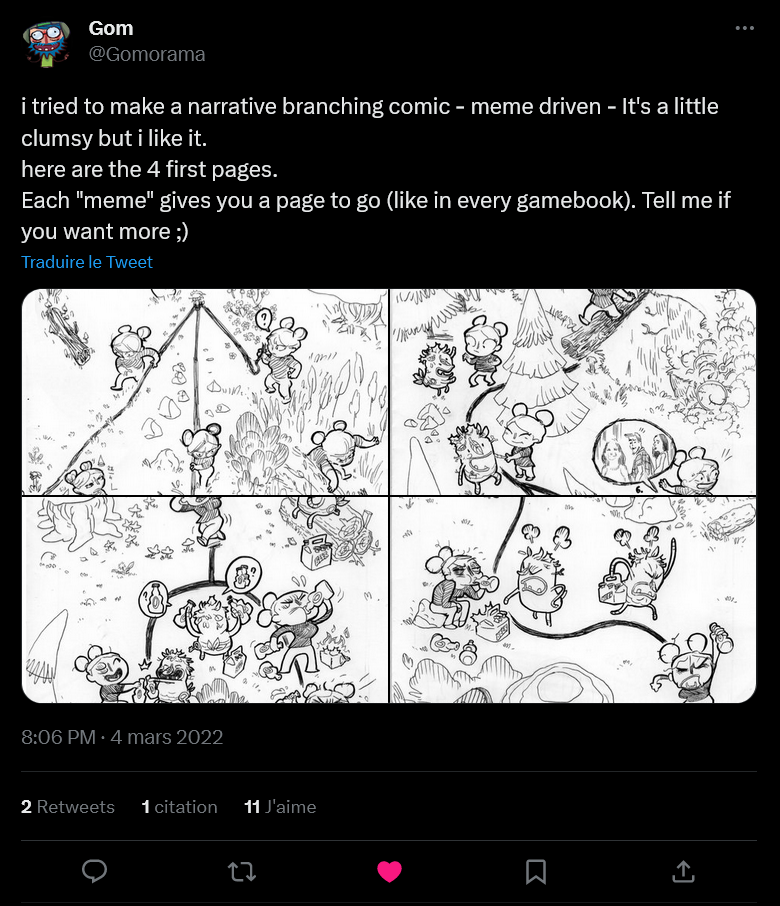 Gom
@Gomorama
i tried to make a narrative branching comic - meme driven - It's a little
clumsy but i like it.
here are the 4 first pages.
Each "meme" gives you a page to go (like in every gamebook). Tell me if
you want more ;)
Traduire le Tweet
?
6.
? ?
8:06 PM · 4 mars 2022
2 Retweets 1 citation 11 J'aime